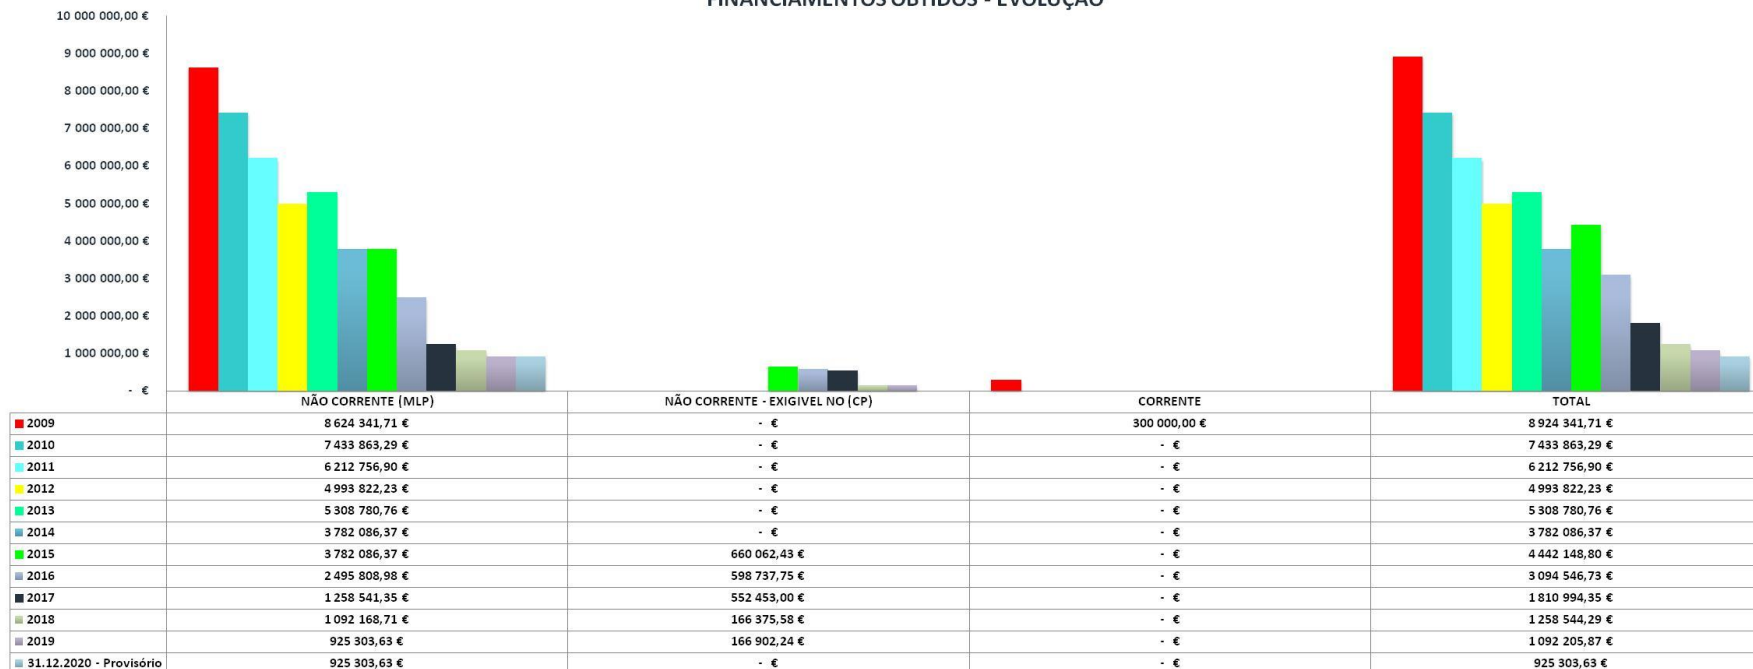 FINANCIAMENTOS OBTIDOS - EVOLUÇÃO
10 000 000,00 €
9 000 000,00 €
8 000 000,00 €
7 000 000,00 €
6 000 000,00 €
5 000 000,00 €
4 000 000,00 €
3 000 000,00 €
2 000 000,00 €
1 000 000,00 €
- €
NÃO CORRENTE (MLP) NÃO CORRENTE - EXIGIVEL NO (CP) CORRENTE TOTAL
2009 8 624 341,71 € - € 300 000,00 € 8 924 341,71 €
2010 7 433 863,29 € - € - € 7 433 863,29 €
2011 6 212 756,90 € - € - € 6 212 756,90 €
2012 4 993 822,23 € - € - € 4 993 822,23 €
2013 5 308 780,76 € - € - € 5 308 780,76 €
2014 3 782 086,37 € - € - € 3 782 086,37 €
2015 3 782 086,37 € 660 062,43 € - € 4 442 148,80 €
2016 2 495 808,98 € 598 737,75 € - € 3 094 546,73 €
2017 1 258 541,35 € 552 453,00 € - € 1 810 994,35 €
2018 1 092 168,71 € 166 375,58 € - € 1 258 544,29 €
2019 925 303,63 € 166 902,24 € - € 1 092 205,87 €
31.12.2020 - Provisório 925 303,63 € - € - € 925 303,63 €